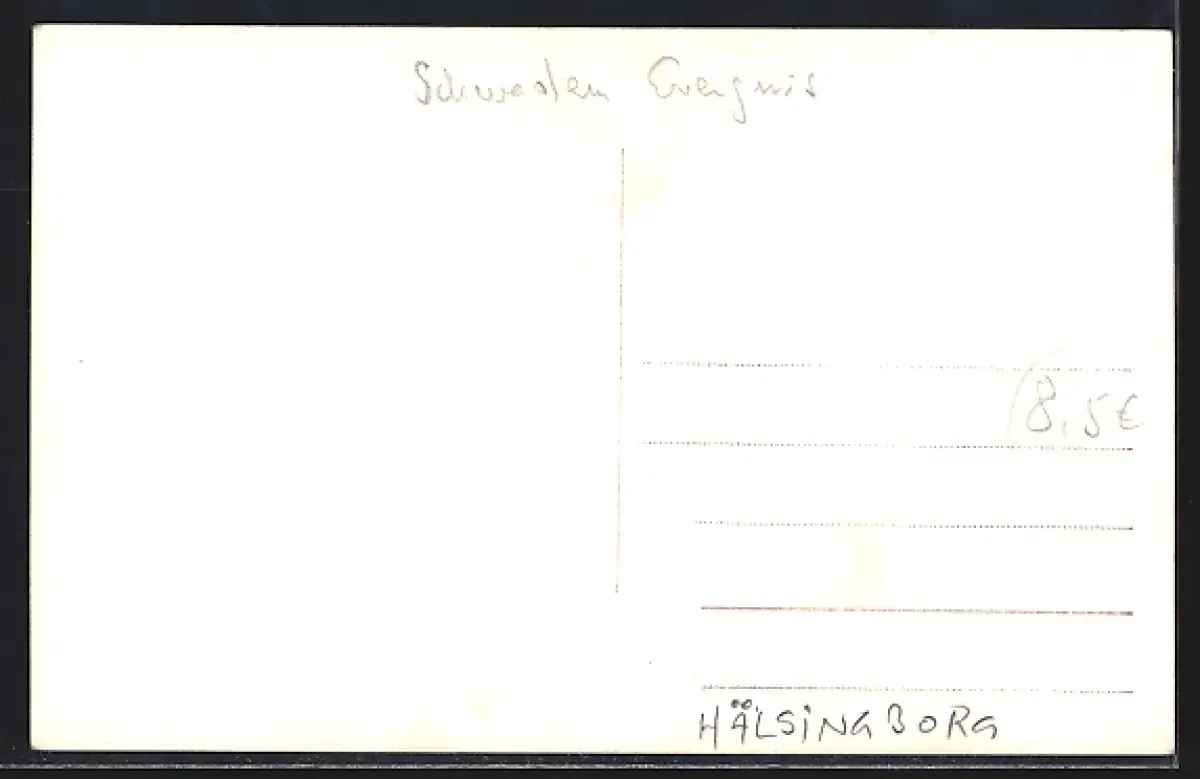 Schweden Ereignis
8,5€
HÄLSINGBORG